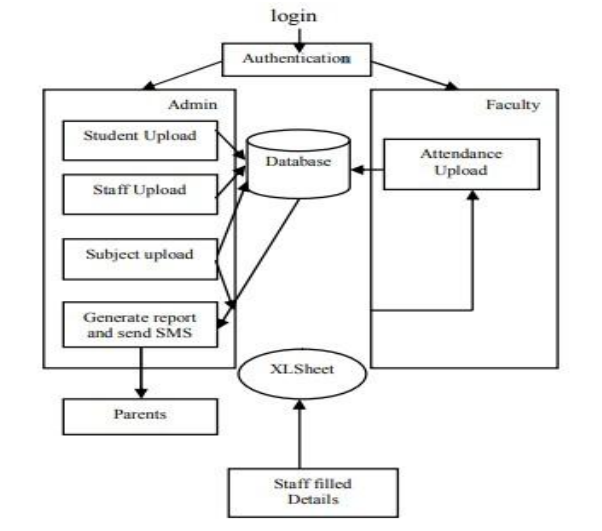 login
Authentication
Admin
Faculty
Student Upload
Database
Attendance
Upload
Staff Upload
Subject upload
Generate report
and send SMS
XLSheet
Parents
Staff filled
Details